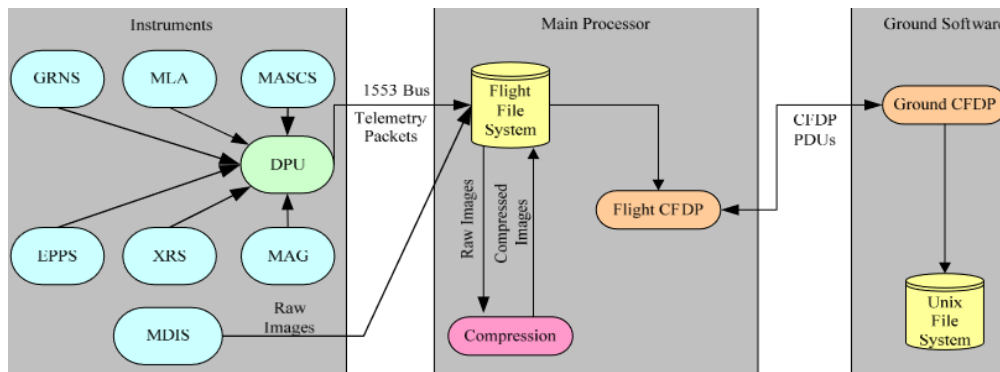 Instruments
Main Processor
Ground Software
GRNS
MLA
MASCS
1553 Bus
Telemetry
Packets
Flight
File
System
Ground CFDP
CFDP
PDUs
DPU
Raw Images
Compressed
Images
Flight CFDP
EPPS
XRS
MAG
Raw
Images
MDIS
Compression
Unix
File
System